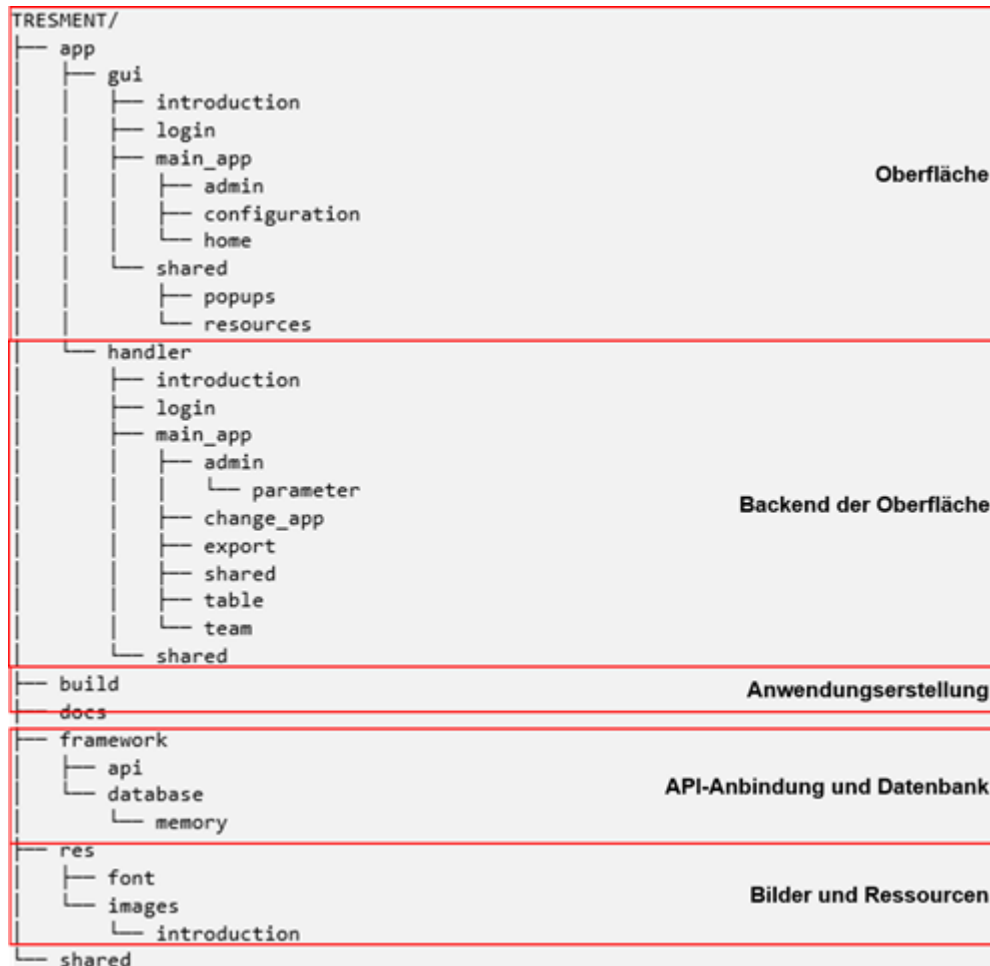 TRESMENT/
├── app
│   ├── gui
│   │   ├── introduction
│   │   ├── login
│   │   ├── main_app
Oberfläche
│   │   │   ├── admin
│   │   │   ├── configuration
│   │   │   └── home
│   │   └── shared
│   │       ├── popups
│   │       └── resources
│   └── handler
│       ├── introduction
│       ├── login
│       ├── main_app
│       │   ├── admin
│       │   │   └── parameter
Backend der Oberfläche
│       │   ├── change_app
│       │   ├── export
│       │   ├── shared
│       │   ├── table
│       │   └── team
│       └── shared
├── build
Anwendungserstellung
├── docs
├── framework
│   ├── api
API-Anbindung und Datenbank
│   └── database
│       └── memory
├── res
│   ├── font
Bilder und Ressourcen
│   └── images
│       └── introduction
└── shared